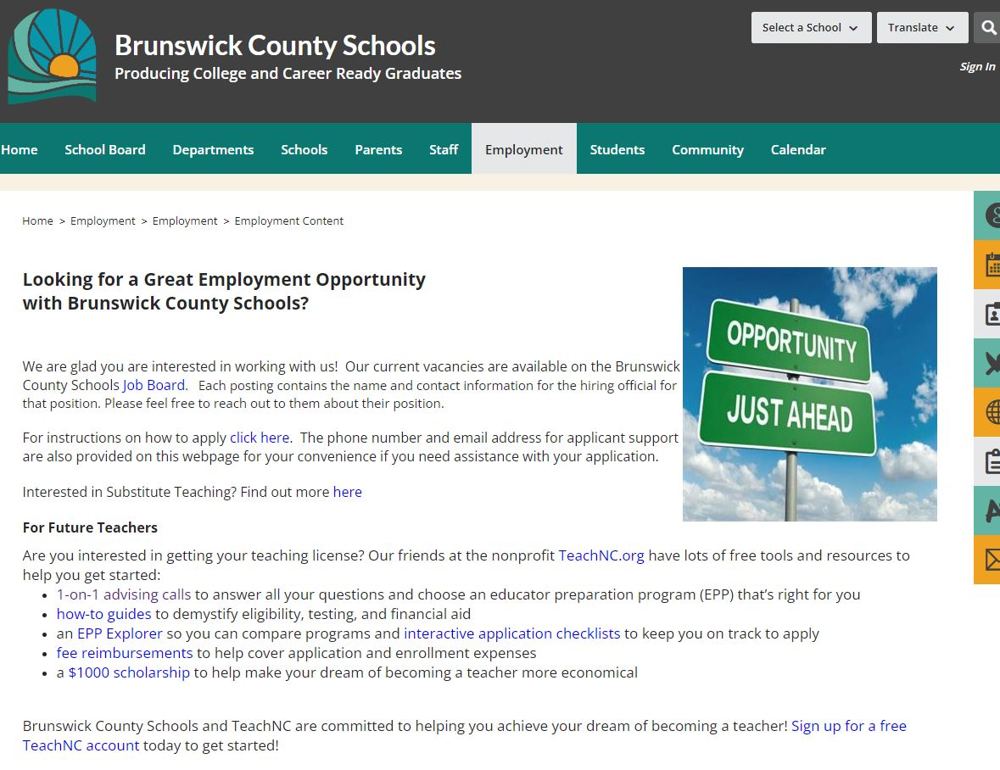 Brunswick County Schools
Producing College and Career Ready Graduates
Select a School
Translate
Sign In
Home
School Board
Departments
Schools
Parents
Staff
Employment
Students
Community
Calendar
Home > Employment > Employment > Employment Content
Looking for a Great Employment Opportunity
with Brunswick County Schools?
OPPORTUNITY
JUST AHEAD
We are glad you are interested in working with us!  Our current vacancies are available on the Brunswick
County Schools Job Board.   Each posting contains the name and contact information for the hiring official for
that position. Please feel free to reach out to them about their position.
For instructions on how to apply click here.  The phone number and email address for applicant support
are also provided on this webpage for your convenience if you need assistance with your application.
Interested in Substitute Teaching? Find out more here
For Future Teachers
Are you interested in getting your teaching license? Our friends at the nonprofit TeachNC.org have lots of free tools and resources to
help you get started:
• 1-on-1 advising calls to answer all your questions and choose an educator preparation program (EPP) that’s right for you
• how-to guides to demystify eligibility, testing, and financial aid
• an EPP Explorer so you can compare programs and interactive application checklists to keep you on track to apply
• fee reimbursements to help cover application and enrollment expenses
• a $1000 scholarship to help make your dream of becoming a teacher more economical
Brunswick County Schools and TeachNC are committed to helping you achieve your dream of becoming a teacher! Sign up for a free
TeachNC account today to get started!